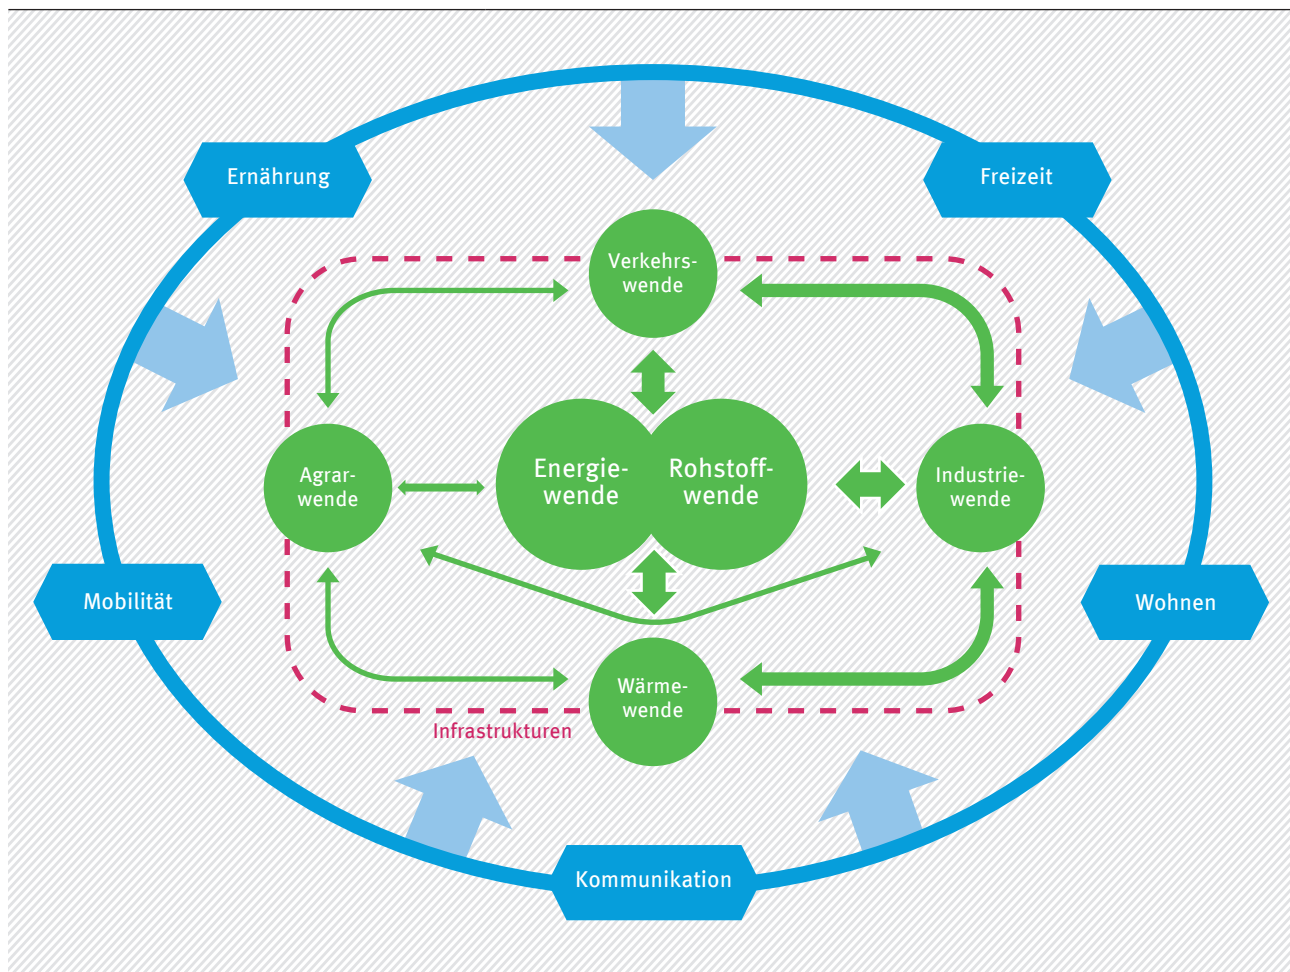 Ernährung
Freizeit
Verkehrs-
wende
Agrar-
wende
Energie-
wende
Rohstoff-
wende
Industrie-
wende
Mobilität
Wohnen
Wärme-
wende
Infrastrukturen
Kommunikation